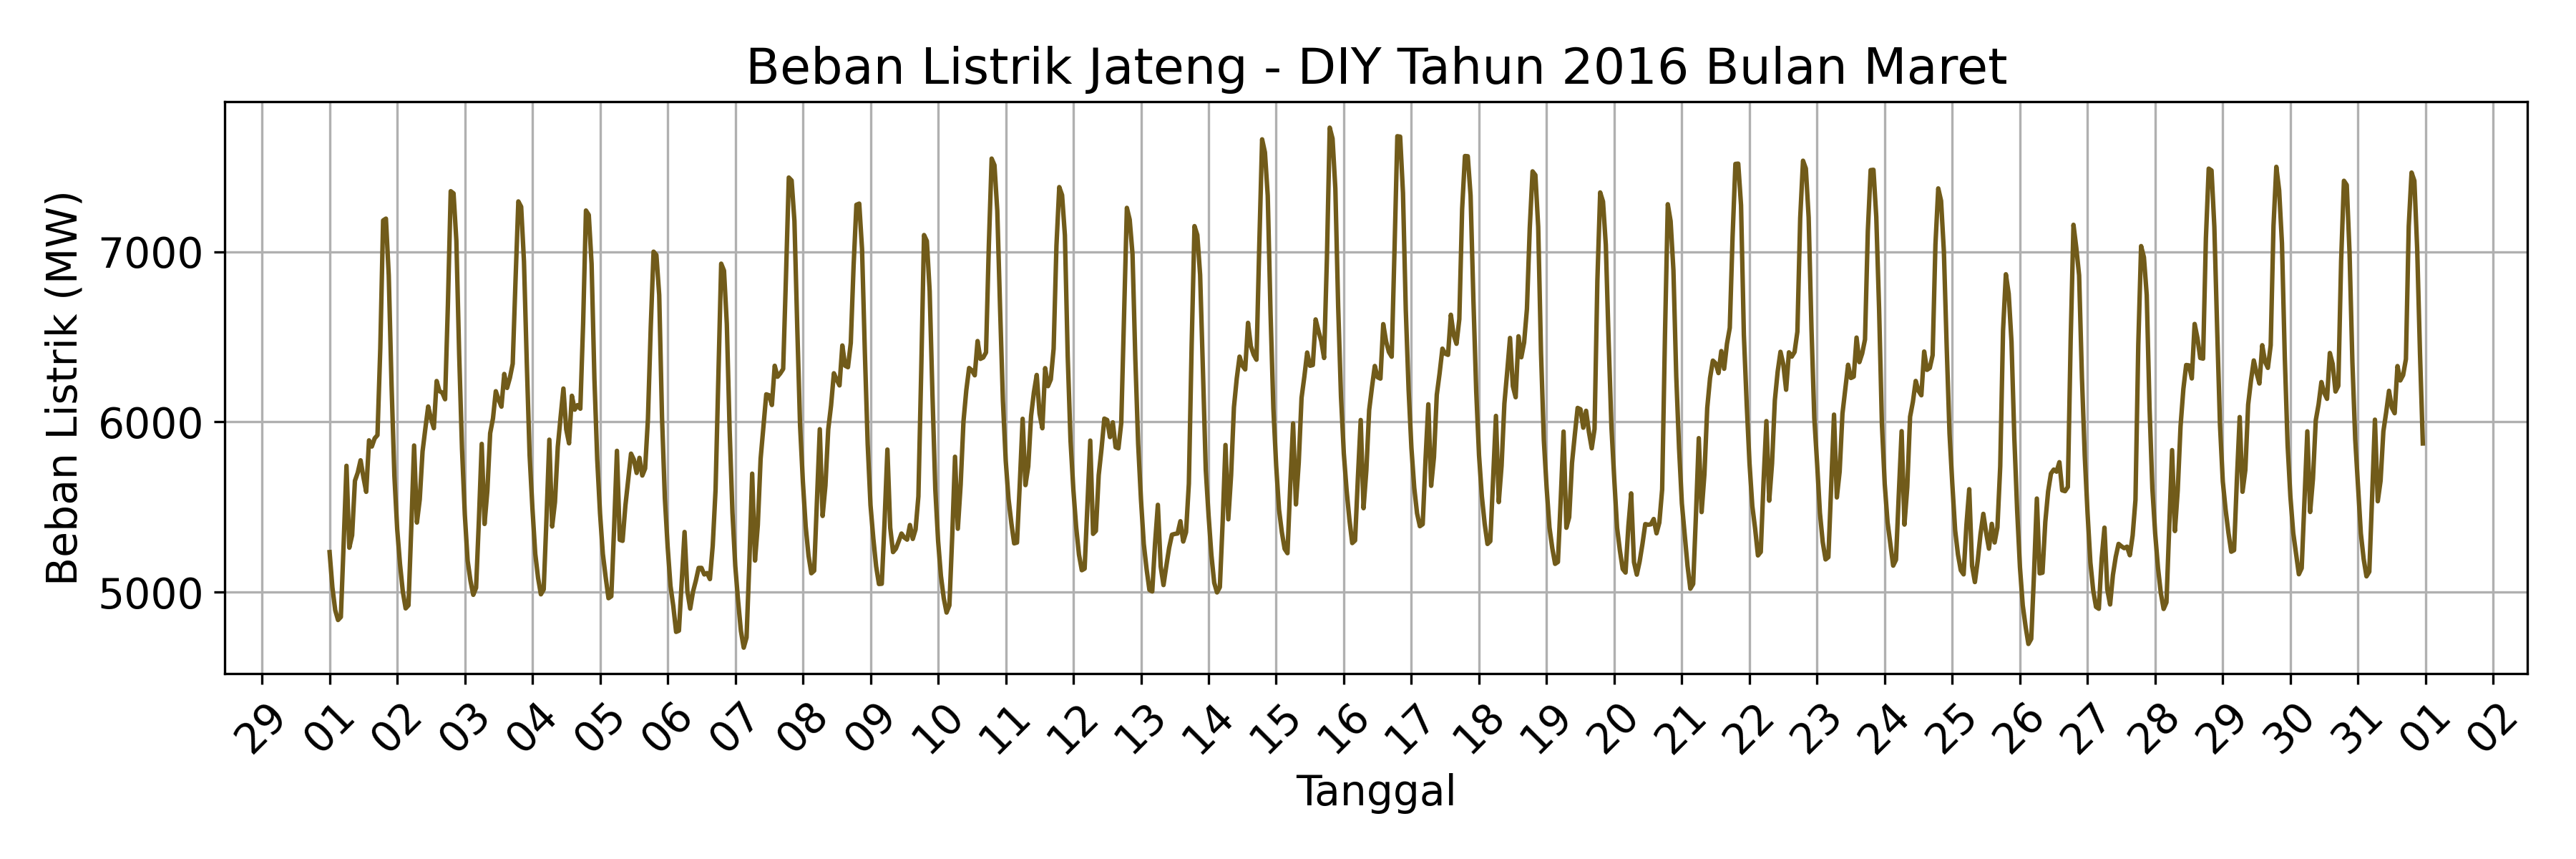 Beban Listrik Jateng - DIY Tahun 2016 Bulan Maret
Beban Listrik (MW)
7000
6000
5000
29 01 02 03 04 05 06 07 08 09 10 11 12 13 14 15 16 17 18 19 20 21 22 23 24 25 26 27 28 29 30 31 01 02
Tanggal